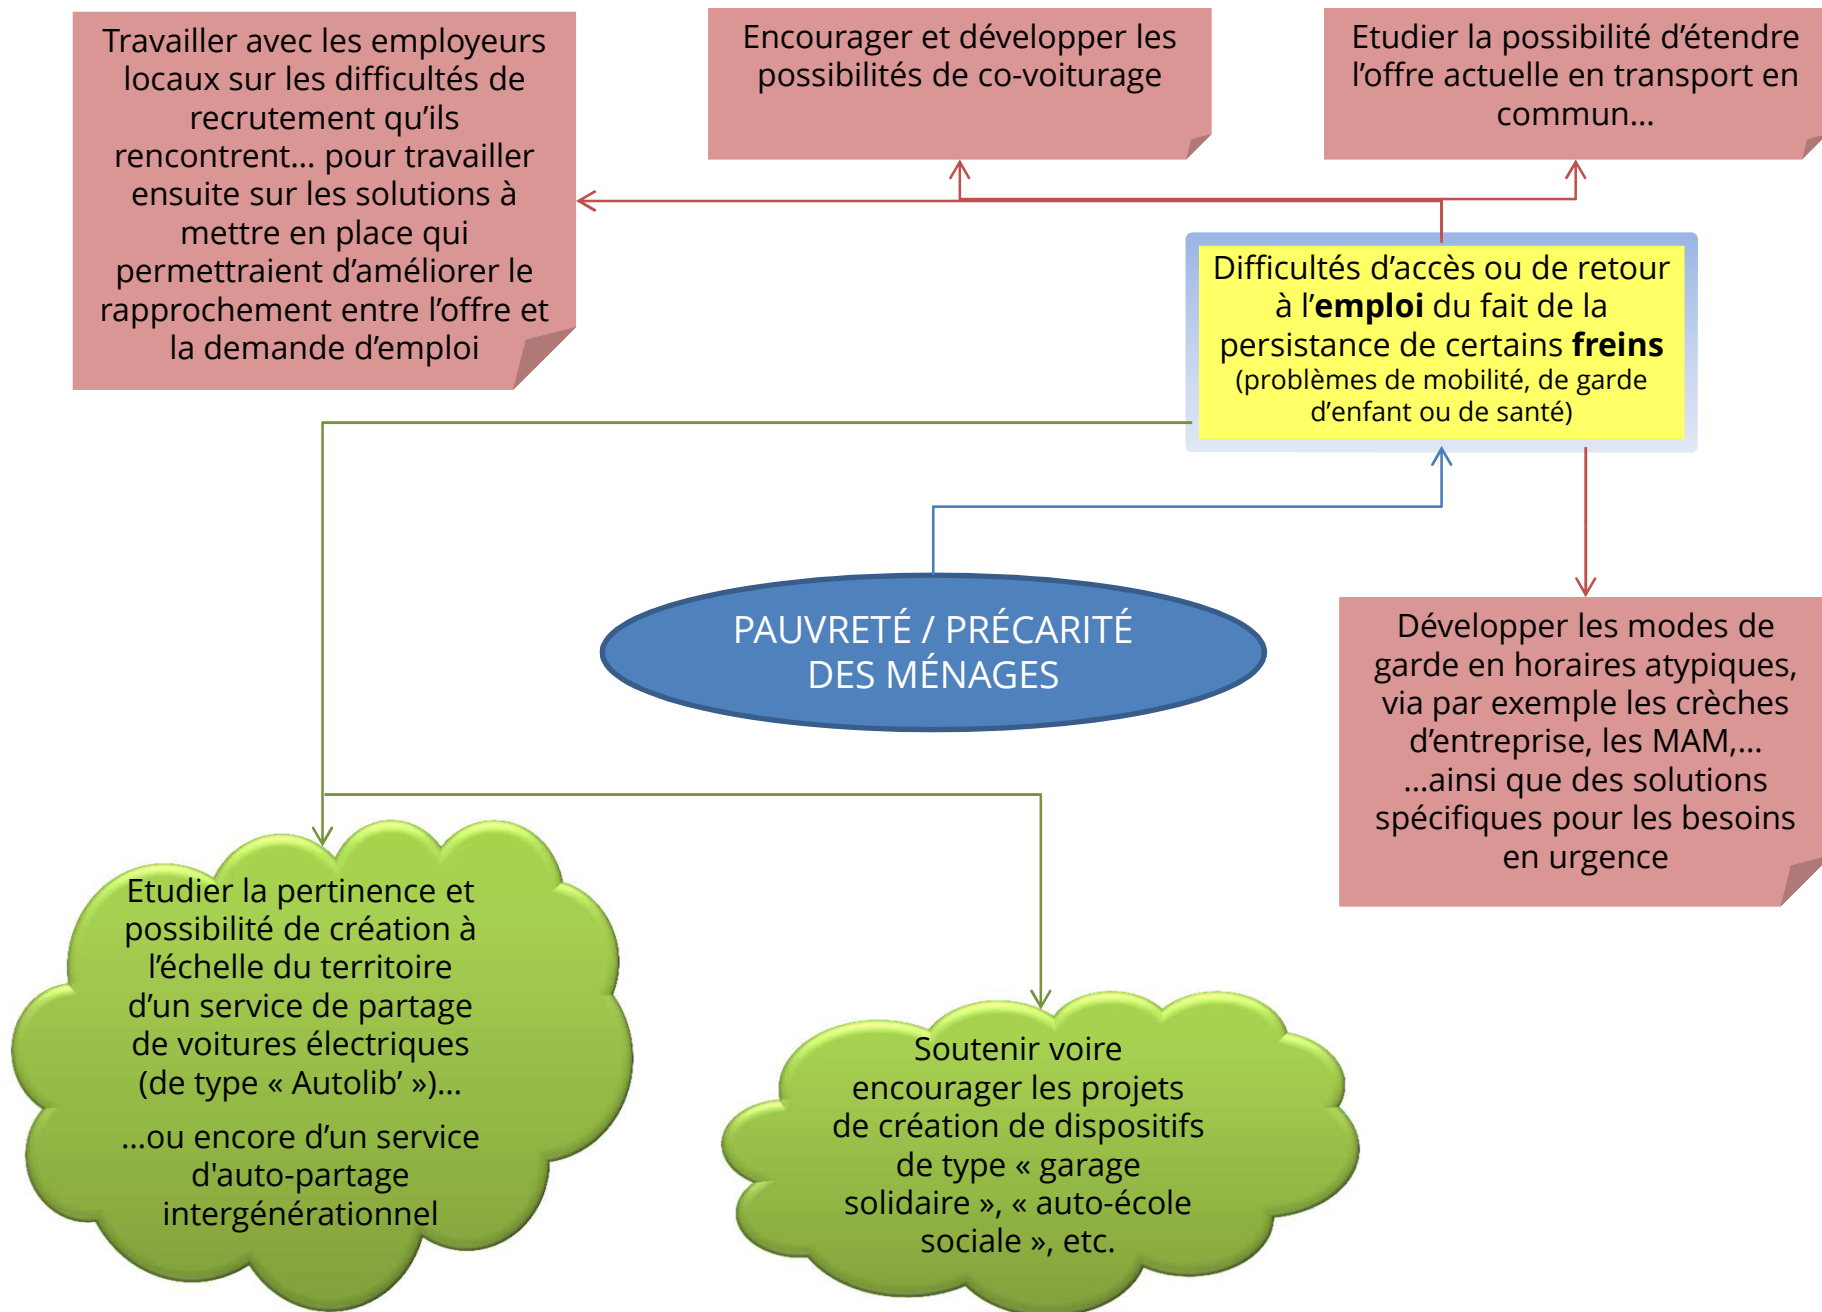 Travailler avec les employeurs
locaux sur les difficultés de
recrutement qu’ils
rencontrent… pour travailler
ensuite sur les solutions à
mettre en place qui
permettraient d’améliorer le
rapprochement entre l’offre et
la demande d’emploi
Encourager et développer les
possibilités de co-voiturage
Etudier la possibilité d’étendre
l’offre actuelle en transport en
commun…
Difficultés d’accès ou de retour
à l’emploi du fait de la
persistance de certains freins
(problèmes de mobilité, de garde
d’enfant ou de santé)
PAUVRETÉ / PRÉCARITÉ
DES MÉNAGES
Développer les modes de
garde en horaires atypiques,
via par exemple les crèches
d’entreprise, les MAM,…
…ainsi que des solutions
spécifiques pour les besoins
en urgence
Etudier la pertinence et
possibilité de création à
l’échelle du territoire
d’un service de partage
de voitures électriques
(de type « Autolib’ »)…
…ou encore d’un service
d'auto-partage
intergénérationnel
Soutenir voire
encourager les projets
de création de dispositifs
de type « garage
solidaire », « auto-école
sociale », etc.